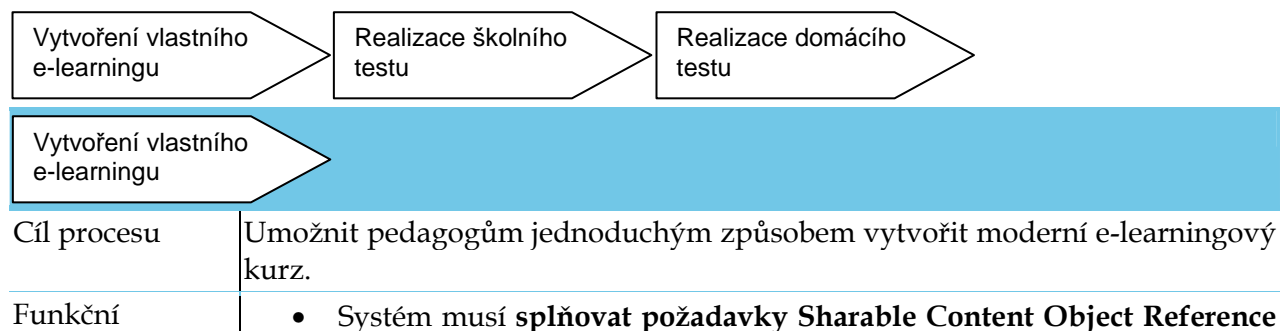 Vytvoření vlastního e-learningu
Realizace školního testu
Realizace domácího testu
Vytvoření vlastního e-learningu
Cíl procesu
Umožnit pedagogům jednoduchým způsobem vytvořit moderní e-learningový
kurz.
Funkční
• Systém musí splňovat požadavky Sharable Content Object Reference